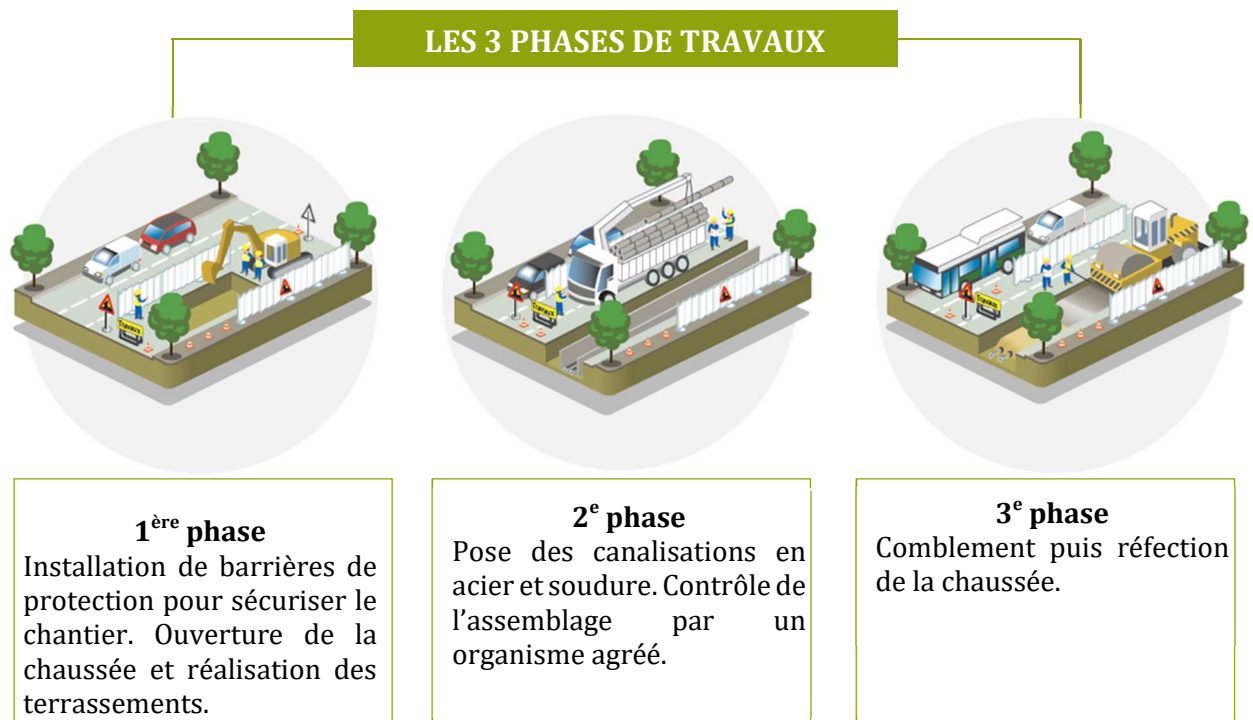 LES 3 PHASES DE TRAVAUX
Travaux
Travaux
Travaux
1ère phase
Installation de barrières de
protection pour sécuriser le
chantier. Ouverture de la
chaussée et réalisation des
terrassements.
2e phase
Pose des canalisations en
acier et soudure. Contrôle de
l’assemblage par un
organisme agréé.
3e phase
Comblement puis réfection
de la chaussée.